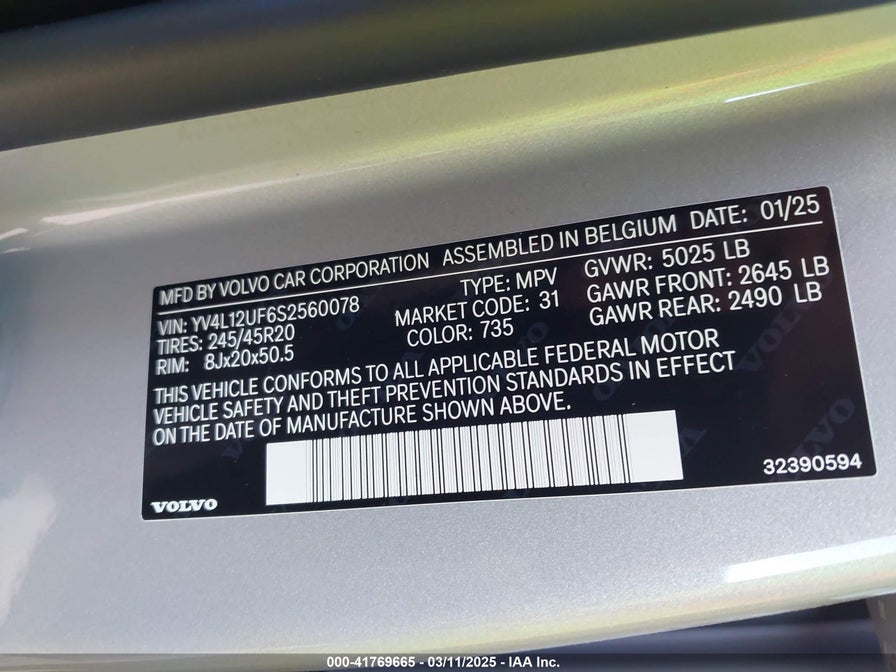 MFD BY VOLVO CAR CORPORATION ASSEMBLED IN BELGIUM DATE: 01/25
VIN: YV4L12UF6S2560078 TYPE: MPV GVWR: 5025 LB
TIRES: 245/45R20 MARKET CODE: 31 GAWR FRONT: 2645 LB
RIM: 8Jx20x50.5 COLOR: 735 GAWR REAR: 2490 LB
THIS VEHICLE CONFORMS TO ALL APPLICABLE FEDERAL MOTOR
VEHICLE SAFETY AND THEFT PREVENTION STANDARDS IN EFFECT
ON THE DATE OF MANUFACTURE SHOWN ABOVE.
VOLVO 32390594
000-41769665 - 03/11/2025 - IAA Inc.